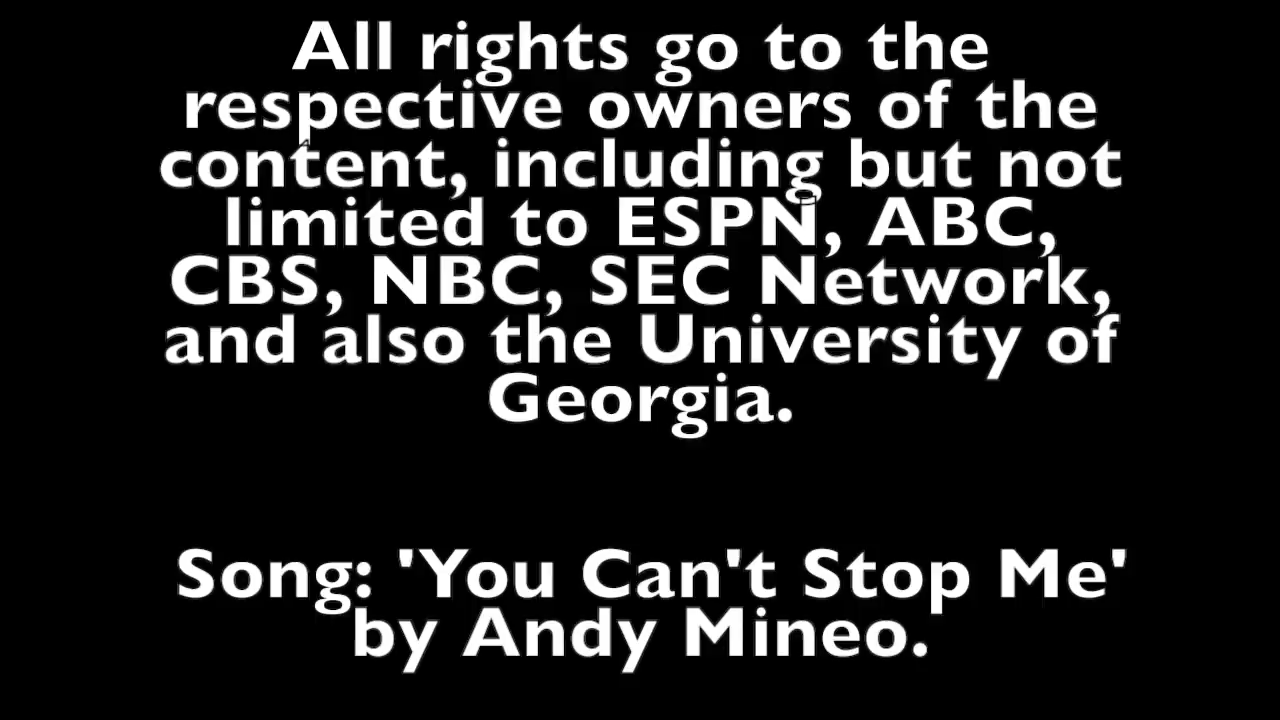 All rights go to the
respective owners of the
content, including but not
limited to ESPN, ABC,
CBS, NBC, SEC Network,
and also the University of
Georgia.
Song: 'You Can't Stop Me'
by Andy Mineo.